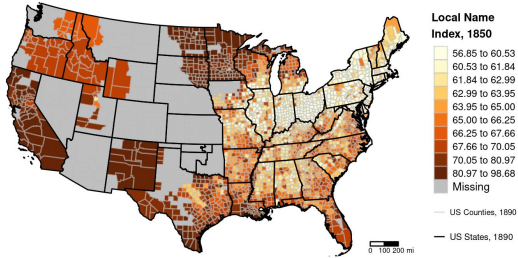 Local Name
Index, 1850
56.85 to 60.53
60.53 to 61.84
61.84 to 62.99
62.99 to 63.95
63.95 to 65.00
65.00 to 66.25
66.25 to 67.66
67.66 to 70.05
70.05 to 80.97
80.97 to 98.68
Missing
US Counties, 1890
US States, 1890
0 100 200 mi